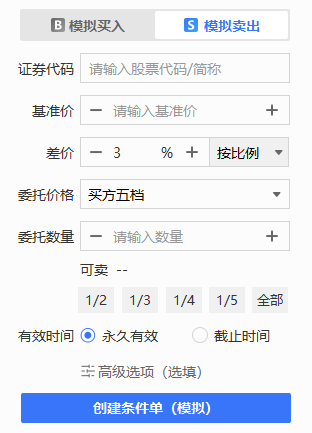 B 模拟买入 S 模拟卖出
证券代码 请输入股票代码/简称
基准价 请输入基准价
差价 3 % 按比例
委托价格 买方五档
委托数量 请输入数量
可卖 --
1/2 1/3 1/4 1/5 全部
有效时间 永久有效 截止时间
高级选项（选填）
创建条件单（模拟）